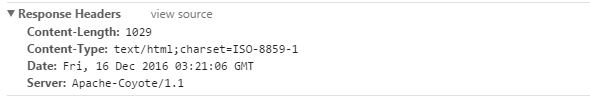 ▼ Response Headers view source
Content-Length: 1029
Content-Type: text/html;charset=ISO-8859-1
Date: Fri, 16 Dec 2016 03:21:06 GMT
Server: Apache-Coyote/1.1